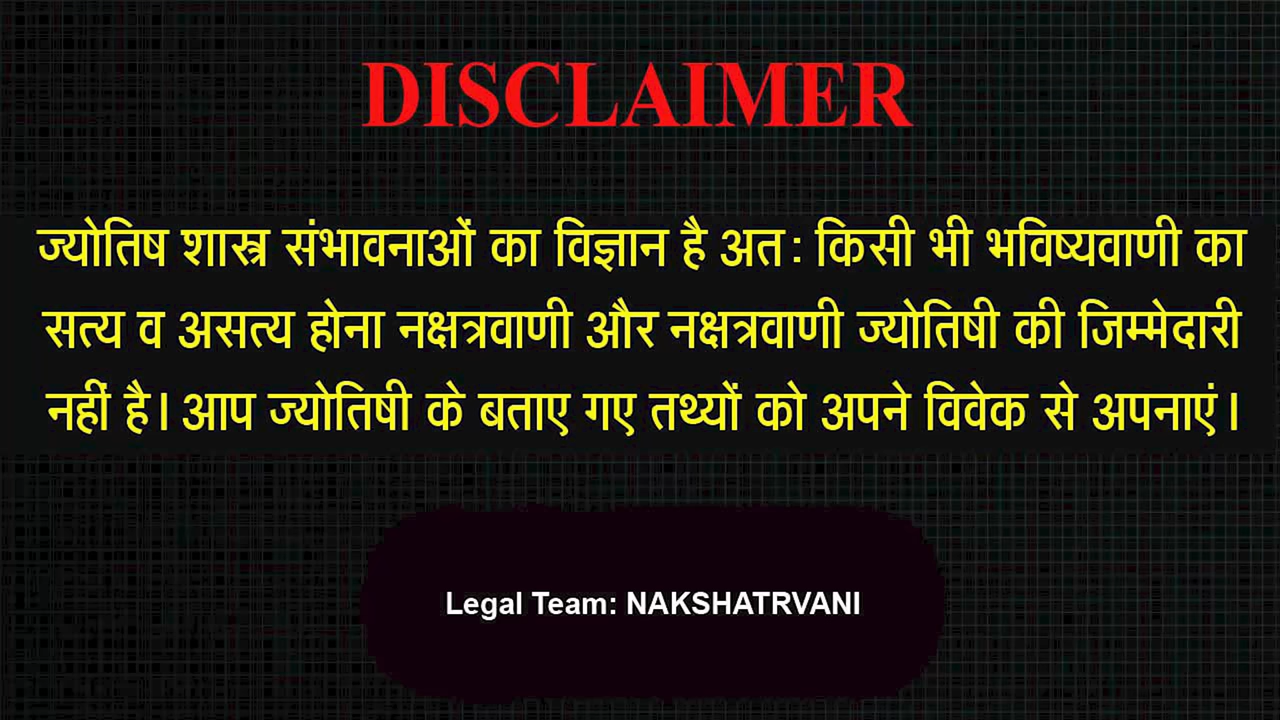 DISCLAIMER
ज्योतिष शास्त्र संभावनाओं का विज्ञान है अत: किसी भी भविष्यवाणी का
सत्य व असत्य होना नक्षत्रवाणी और नक्षत्रवाणी ज्योतिषी की जिम्मेदारी
नहीं है। आप ज्योतिषी के बताए गए तथ्यों को अपने विवेक से अपनाएं।
Legal Team: NAKSHATRVANI